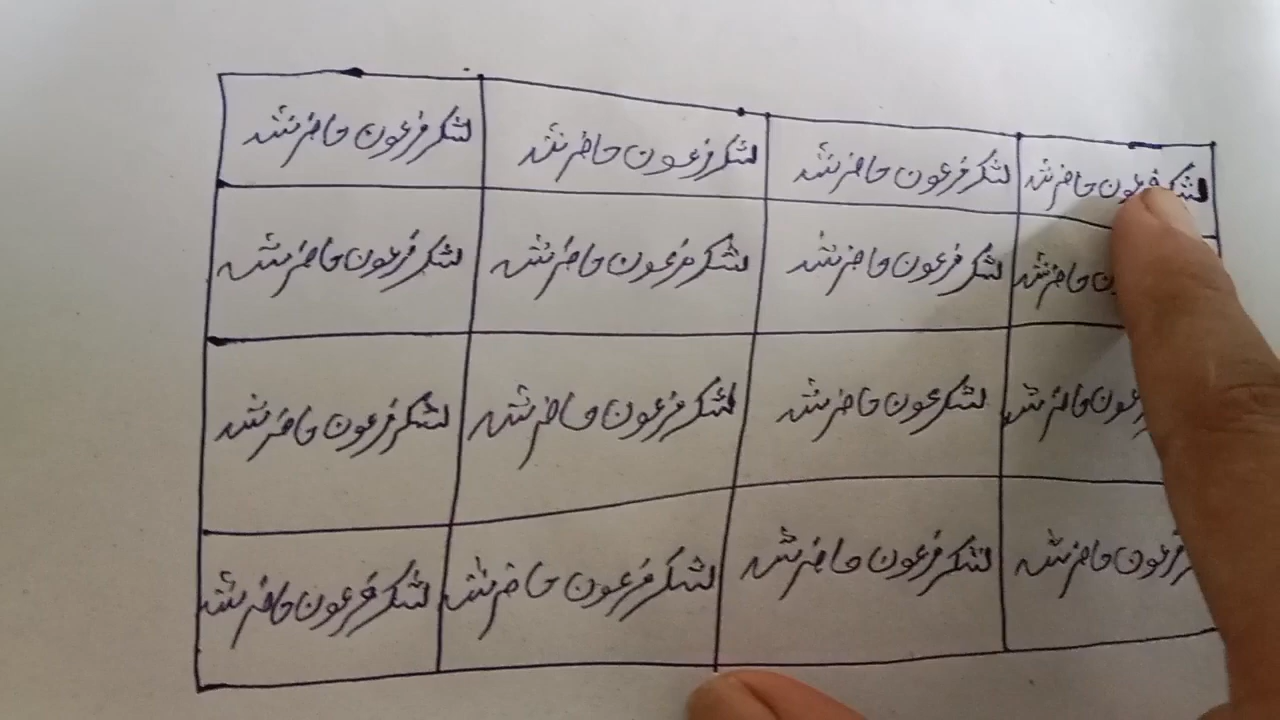 لشکر فرعون حاضر شد لشکر فرعون حاضر شد لشکر فرعون حاضر شد لشکر فرعون حاضر شد
لشکر فرعون حاضر شد لشکر فرعون حاضر شد لشکر فرعون حاضر شد حاضر شد
لشکر فرعون حاضر شد لشکر فرعون حاضر شد لشکر فرعون حاضر شد حاضر شد
فرعون حاضر شد لشکر فرعون حاضر شد لشکر فرعون حاضر شد لشکر فرعون حاضر شد